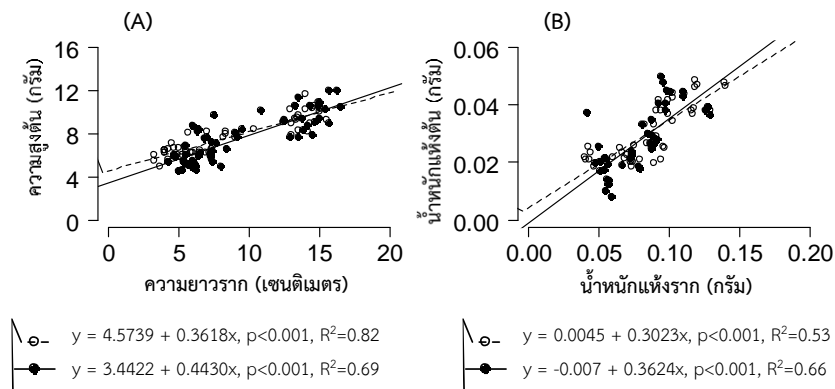 (A)
(B)
ความสูงต้น (กรัม)
16
12
8
4
0
0 5 10 15 20
ความยาวราก (เซนติเมตร)
น้ำหนักแห้งต้น (กรัม)
0.06
0.04
0.02
0.00
0.00 0.05 0.10 0.15 0.20
น้ำหนักแห้งราก (กรัม)
y = 4.5739 + 0.3618x, p<0.001, R²=0.82
y = 3.4422 + 0.4430x, p<0.001, R²=0.69
y = 0.0045 + 0.3023x, p<0.001, R²=0.53
y = -0.007 + 0.3624x, p<0.001, R²=0.66